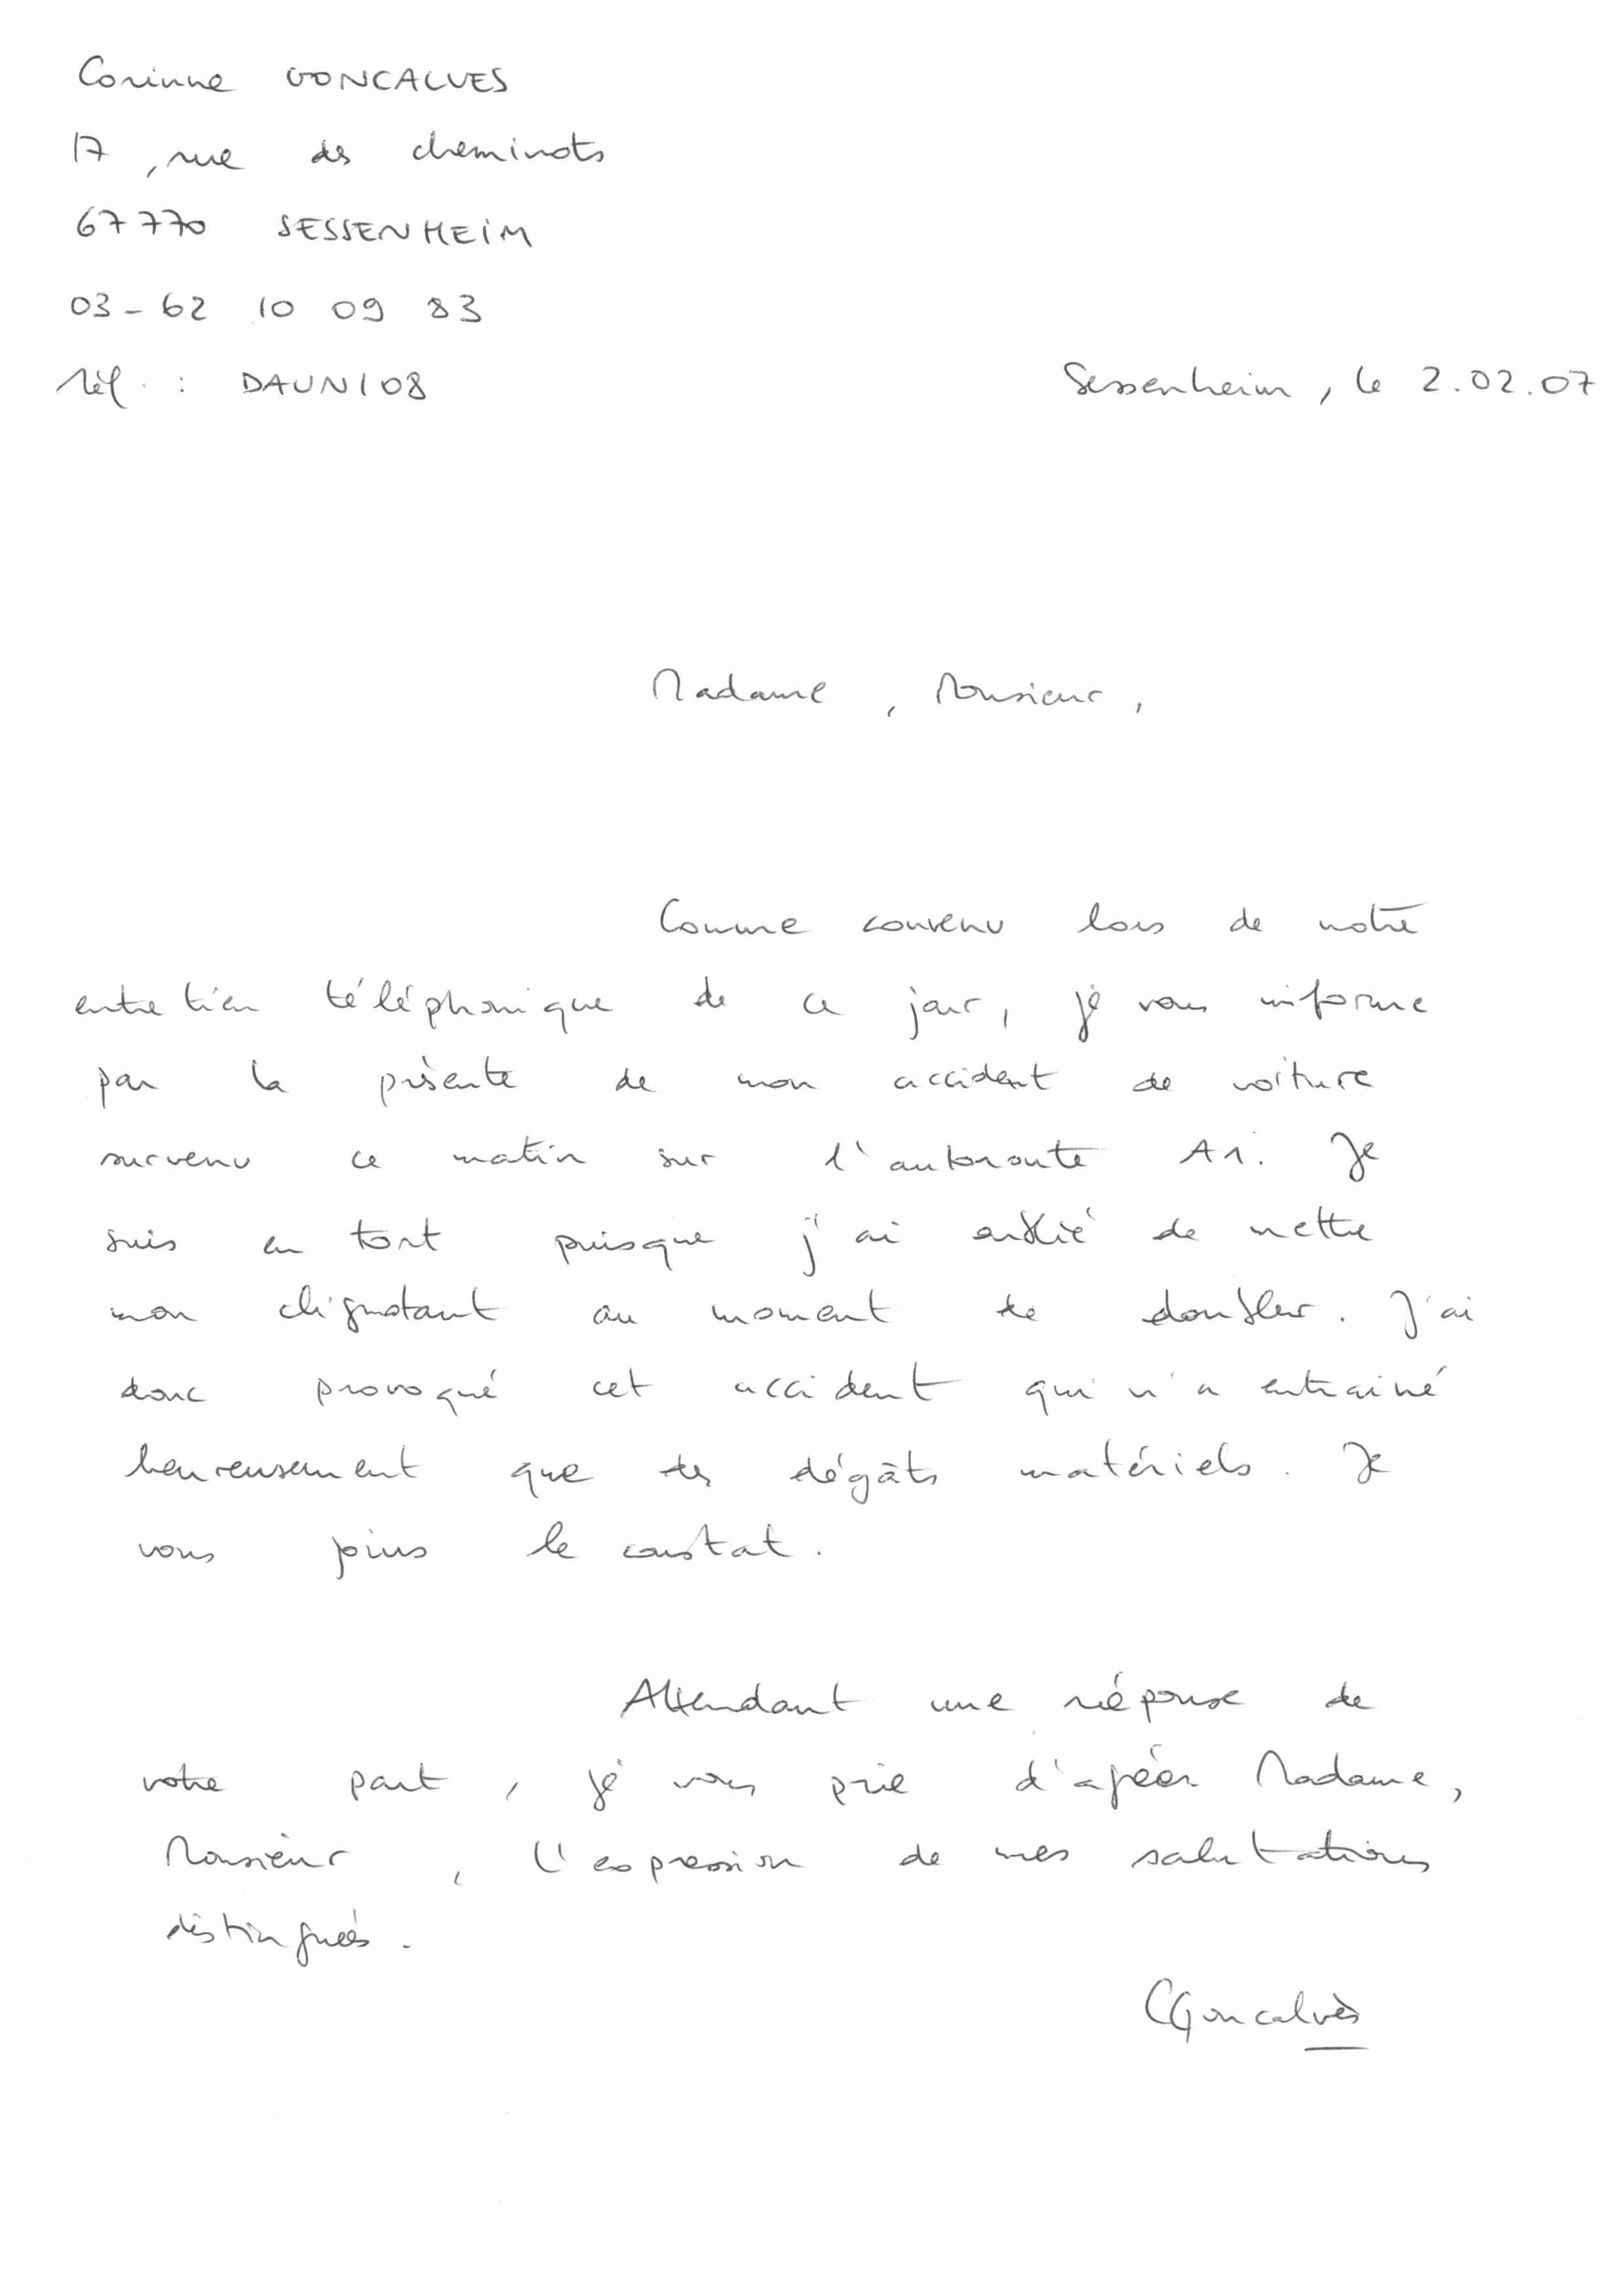 Corinne GONCALVES
17, rue des cheminots
67770 SESSENHEIM
03-62 10 09 83
réf. : DAUN108
Sessenheim, le 2.02.07
Madame, Monsieur,
Comme convenu lors de notre
entretien téléphonique de ce jour, je vous informe
par la présente de mon accident de voiture
survenu ce matin sur l'autoroute A1. Je
suis en tort puisque j'ai oublié de mettre
mon clignotant au moment de doubler. J'ai
donc provoqué cet accident qui n'a entrainé
heureusement que des dégâts matériels. Je
vous joins le constat.
Attendant une réponse de
votre part, je vous prie d'agréer Madame,
Monsieur, l'expression de mes salutations
distinguées.
CGoncalvès